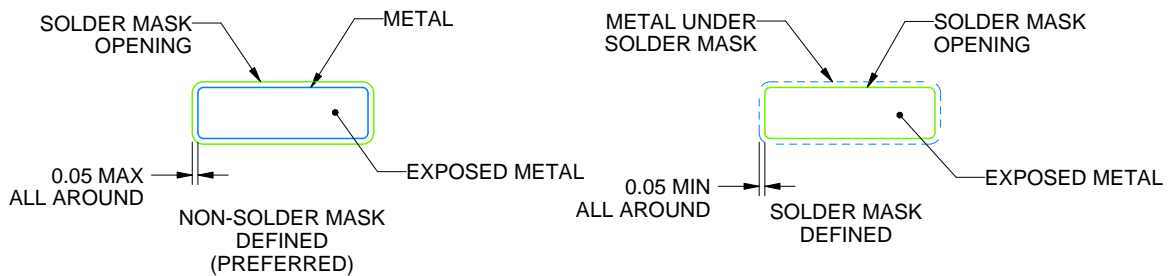 SOLDER MASK
OPENING
METAL
EXPOSED METAL
0.05 MAX
ALL AROUND
NON-SOLDER MASK
DEFINED
(PREFERRED)
METAL UNDER
SOLDER MASK
SOLDER MASK
OPENING
EXPOSED METAL
0.05 MIN
ALL AROUND
SOLDER MASK
DEFINED